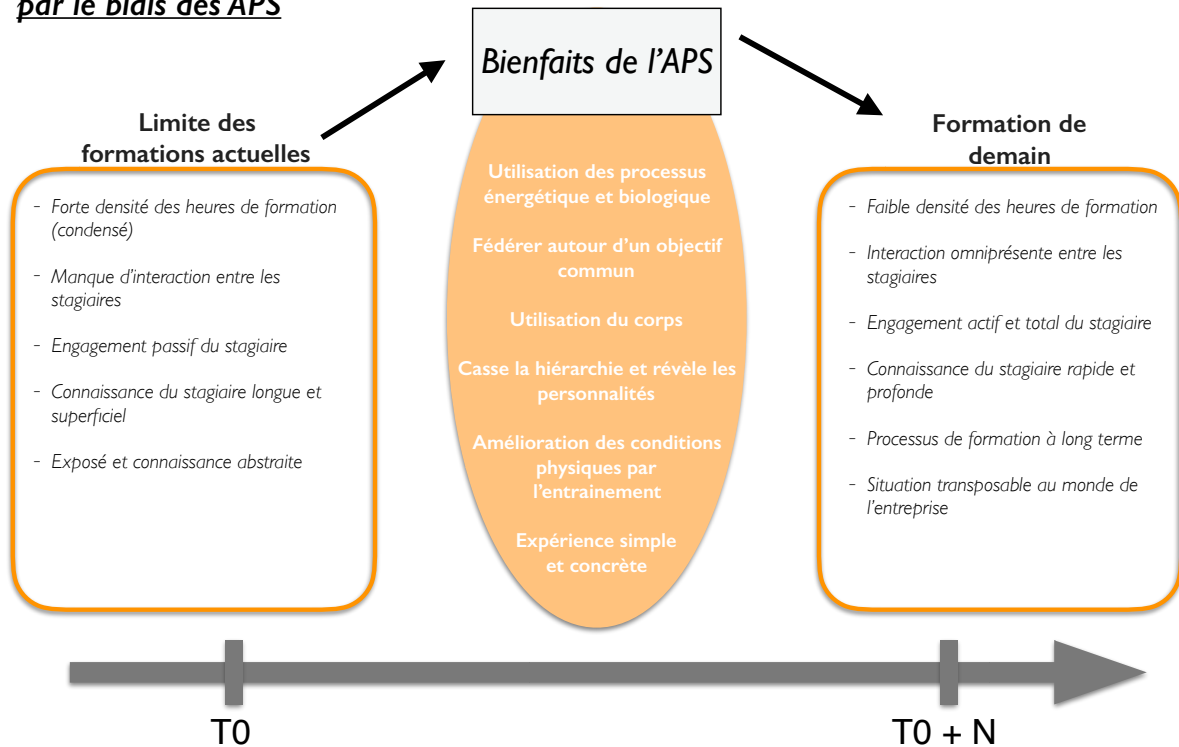 par le biais des APS
Bienfaits de l'APS
Limite des
formations actuelles
- Forte densité des heures de formation
(condensé)
- Manque d'interaction entre les
stagiaires
- Engagement passif du stagiaire
- Connaissance du stagiaire longue et
superficiel
- Exposé et connaissance abstraite
Utilisation des processus
énergétique et biologique
Fédérer autour d'un objectif
commun
Utilisation du corps
Casse la hiérarchie et révèle les
personnalités
Amélioration des conditions
physiques par
l'entrainement
Expérience simple
et concrète
Formation de
demain
- Faible densité des heures de formation
- Interaction omniprésente entre les
stagiaires
- Engagement actif et total du stagiaire
- Connaissance du stagiaire rapide et
profonde
- Processus de formation à long terme
- Situation transposable au monde de
l'entreprise
T0
T0 + N